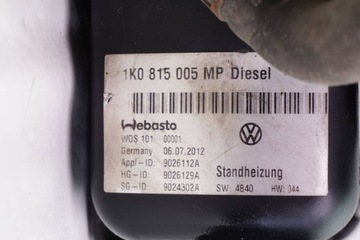 1K0 815 005 MP Diesel
Webasto
WOS 101 00001
Germany 06.07.2012
Appl-ID: 9026112A
HG-ID: 9026129A Standheizung
SG-ID: 9024302A SW: 4840 HW: 044